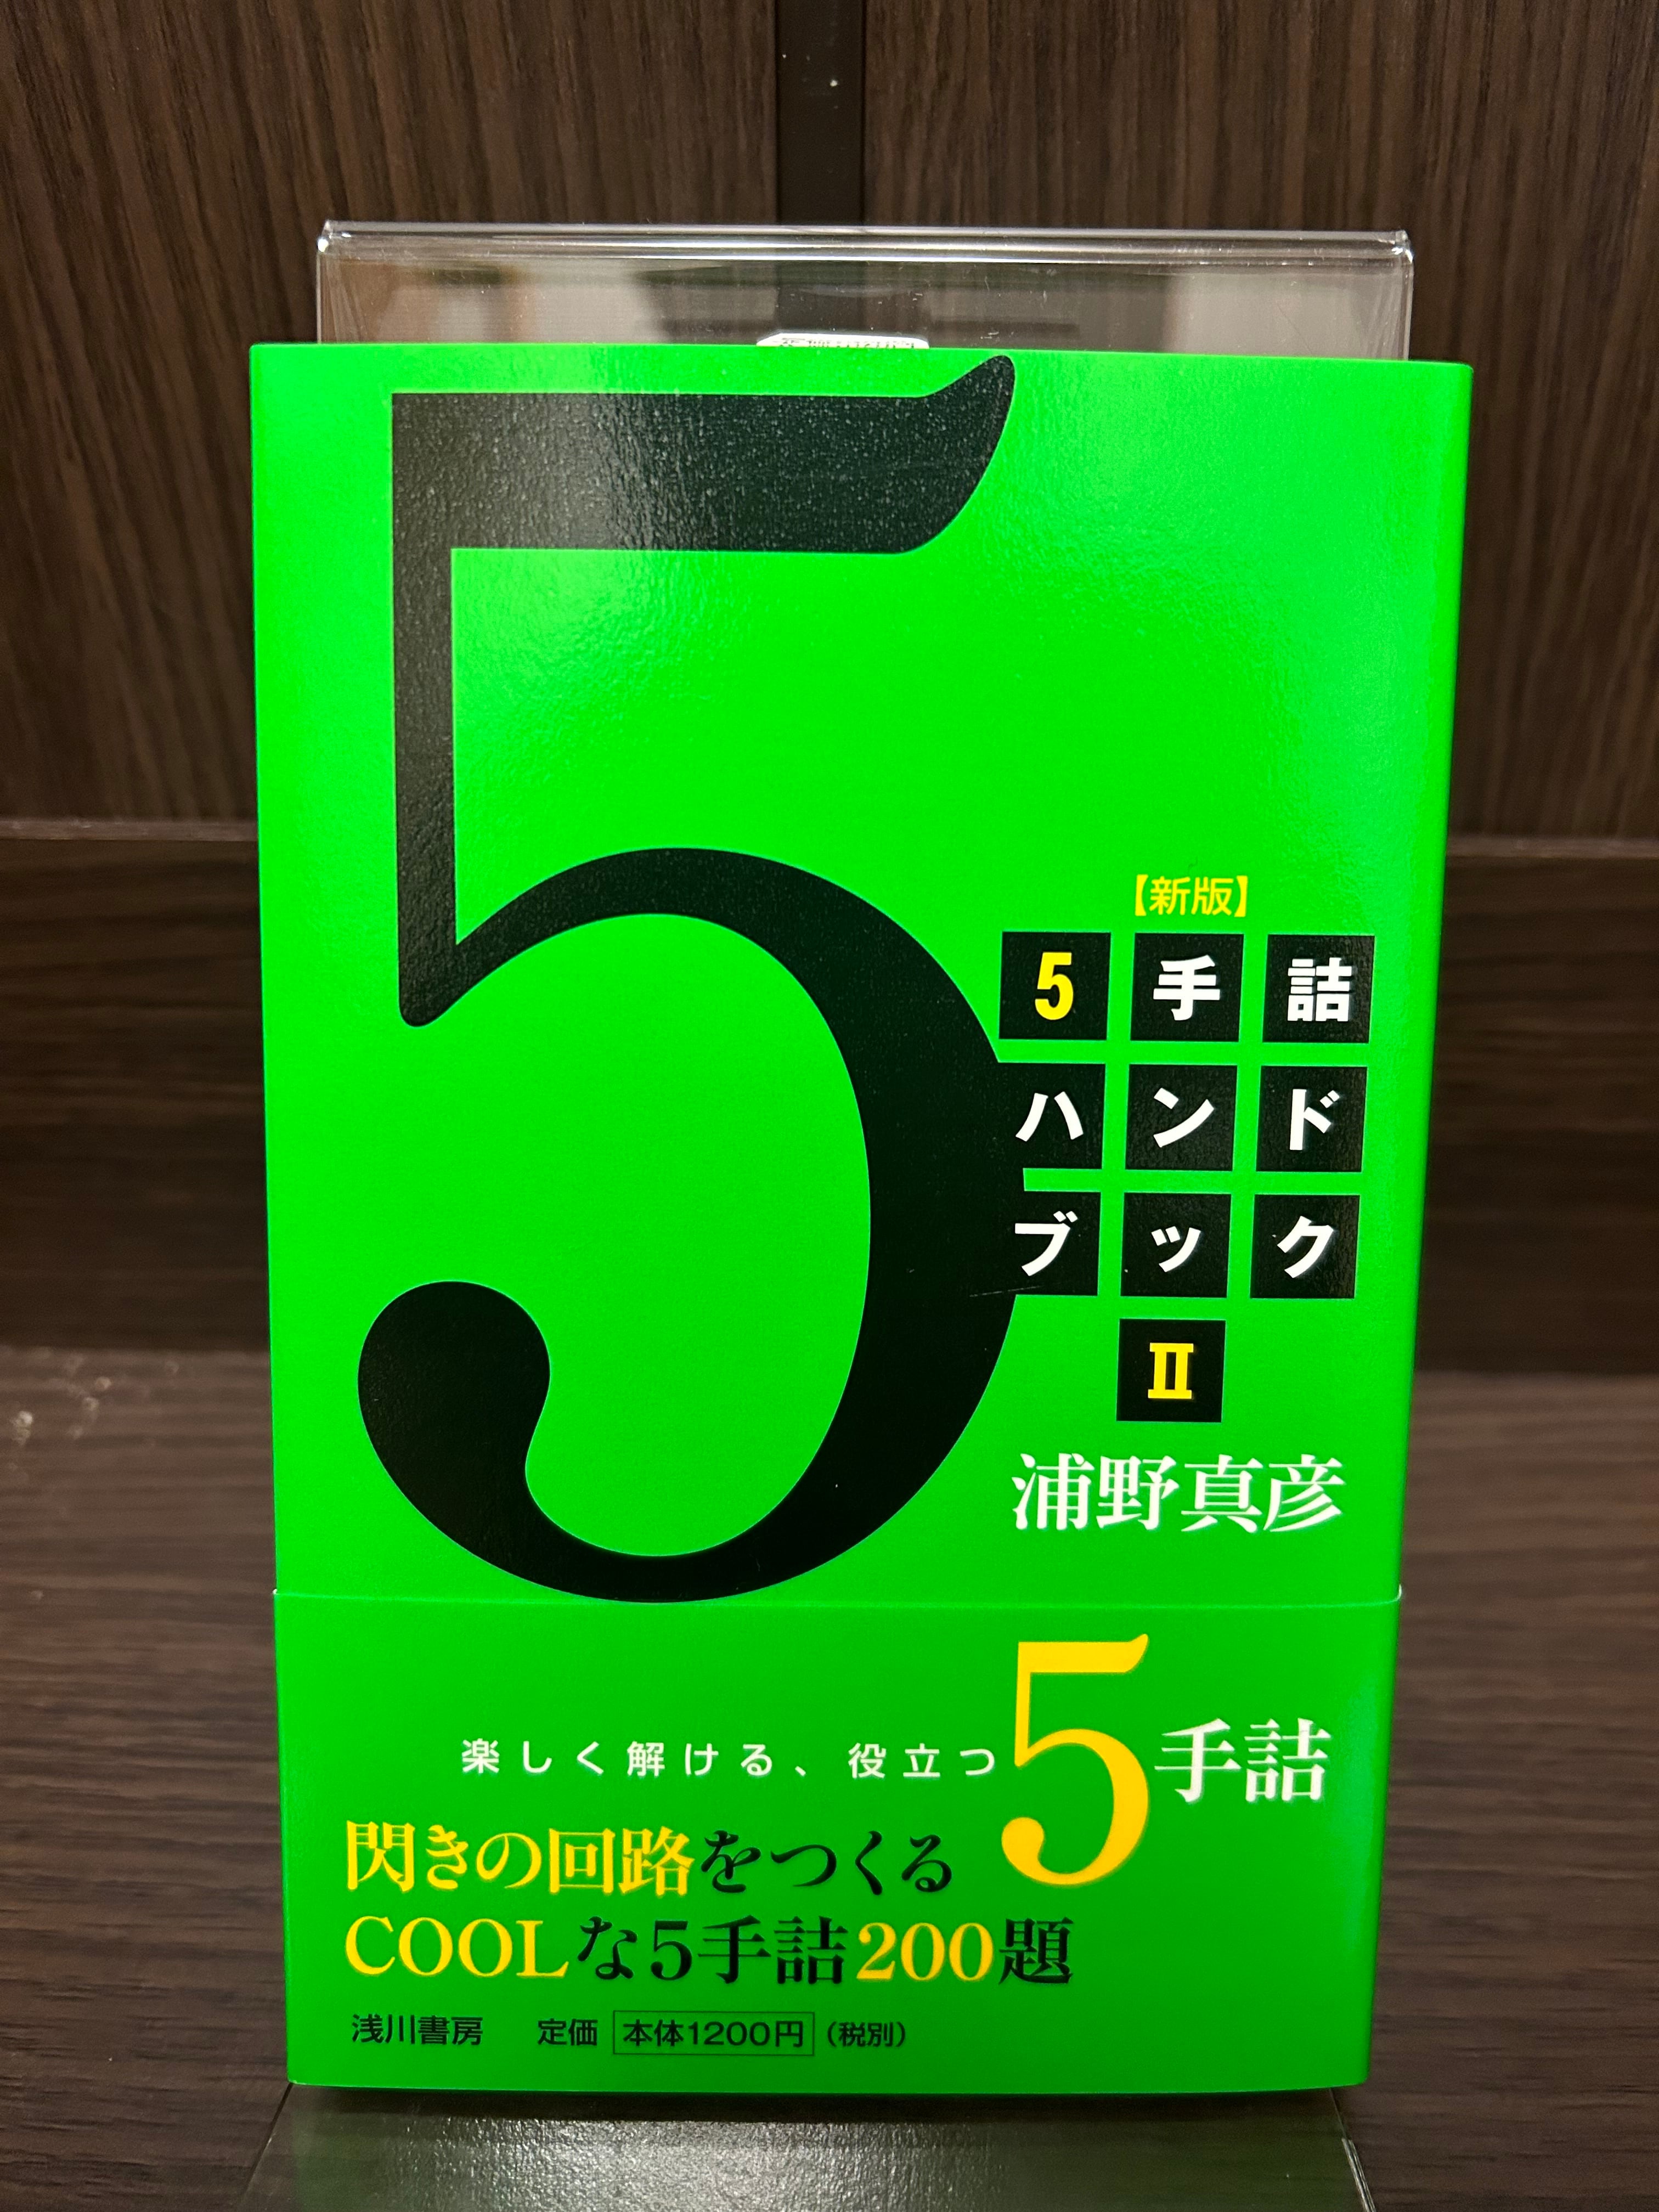 5
【新版】
5手詰
ハンド
ブック
II
浦野真彦
楽しく解ける、役立つ5手詰
閃きの回路をつくる
COOLな5手詰200題
浅川書房 定価 本体1200円（税別）